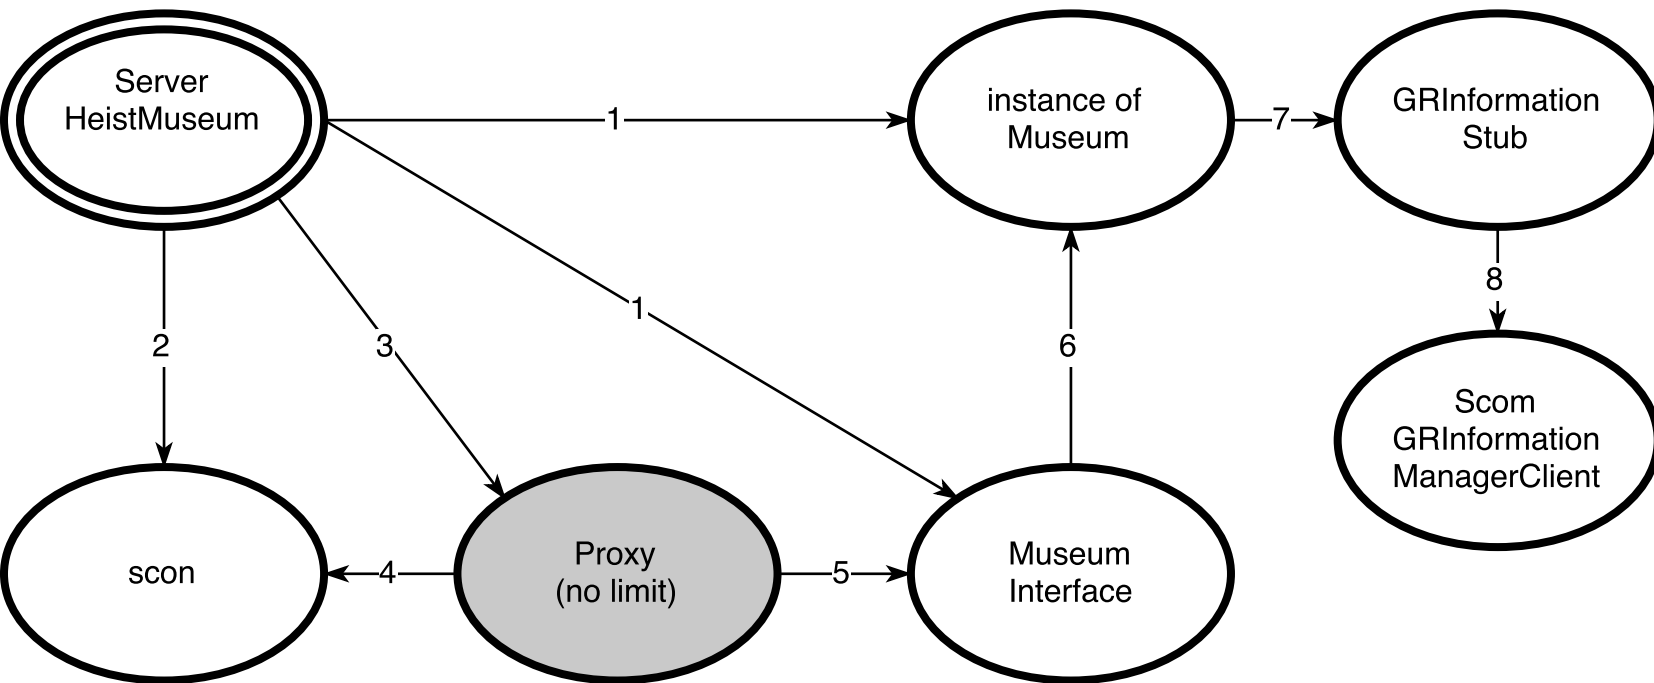 Server
HeistMuseum
1
instance of
Museum
7
GRInformation
Stub
8
1
2
3
6
Scom
GRInformation
ManagerClient
scon
4
Proxy
(no limit)
5
Museum
Interface